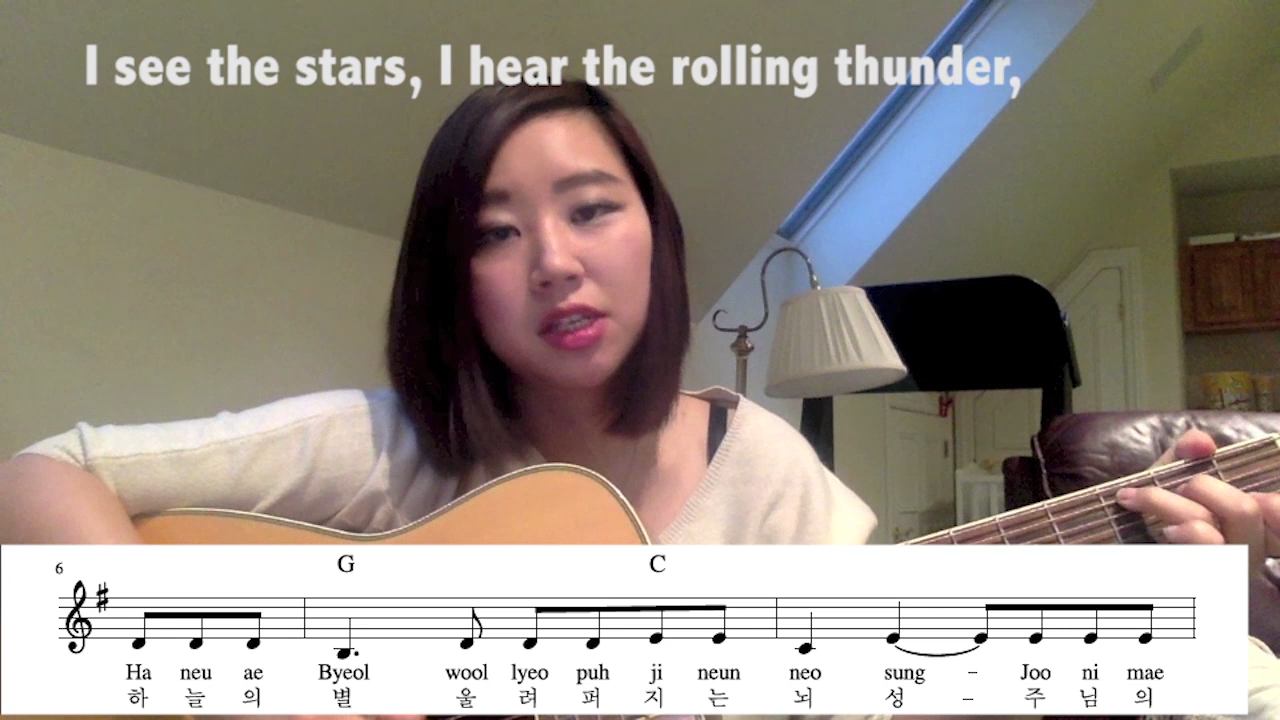 I see the stars, I hear the rolling thunder,
6 G C
Ha neu ae Byeol wool lyeo puh ji neun neo sung - Joo ni mae
하 늘 의 별 울 려 퍼 지 는 뇌 성 - 주 님 의